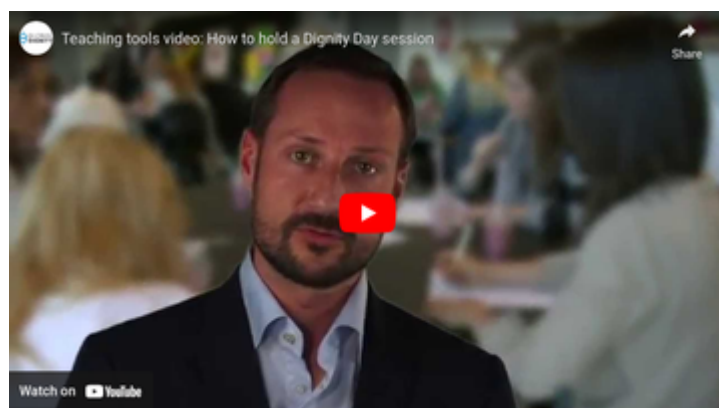 Teaching tools video: How to hold a Dignity Day session
Share
Watch on YouTube